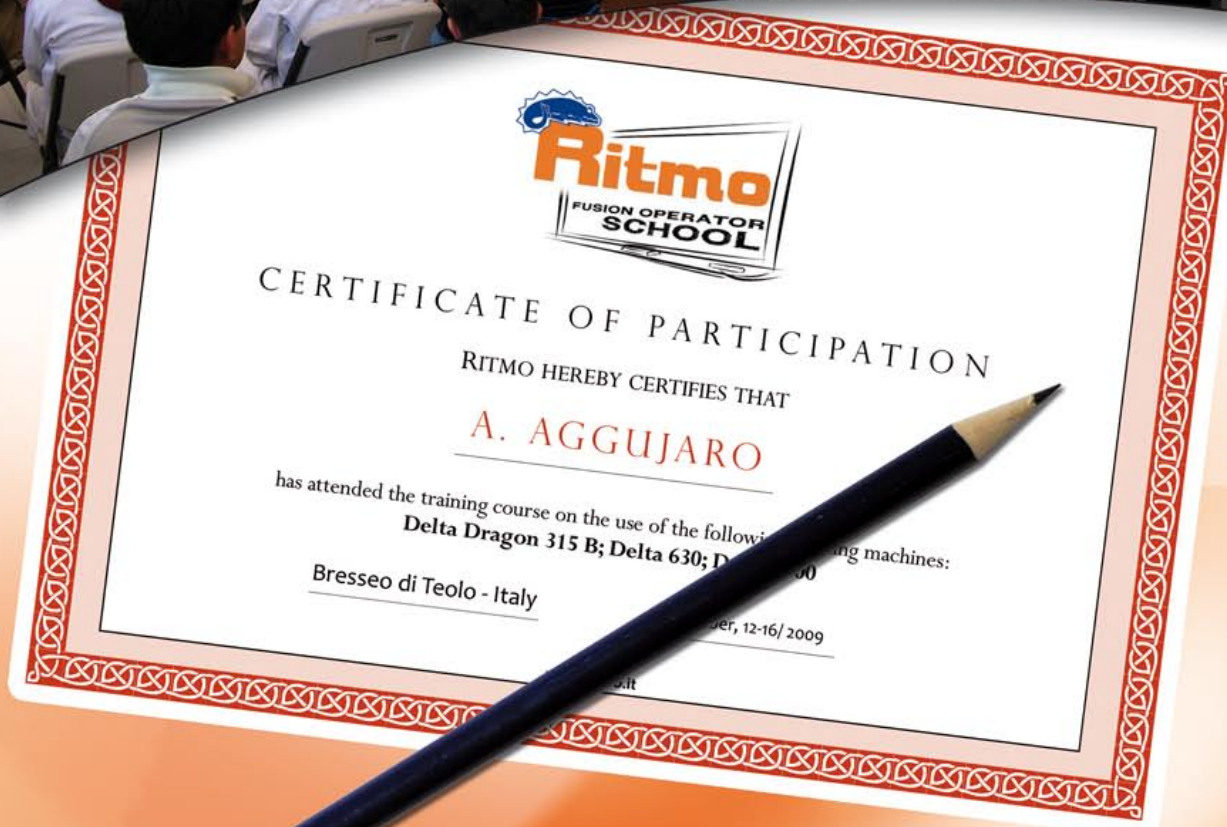 Ritmo
FUSION OPERATOR
SCHOOL
CERTIFICATE OF PARTICIPATION
RITMO HEREBY CERTIFIES THAT
A. AGGUJARO
has attended the training course on the use of the machines:
Delta Dragon 315 B; Delta 630;
Bresseo di Teolo - Italy
12-16/ 2009